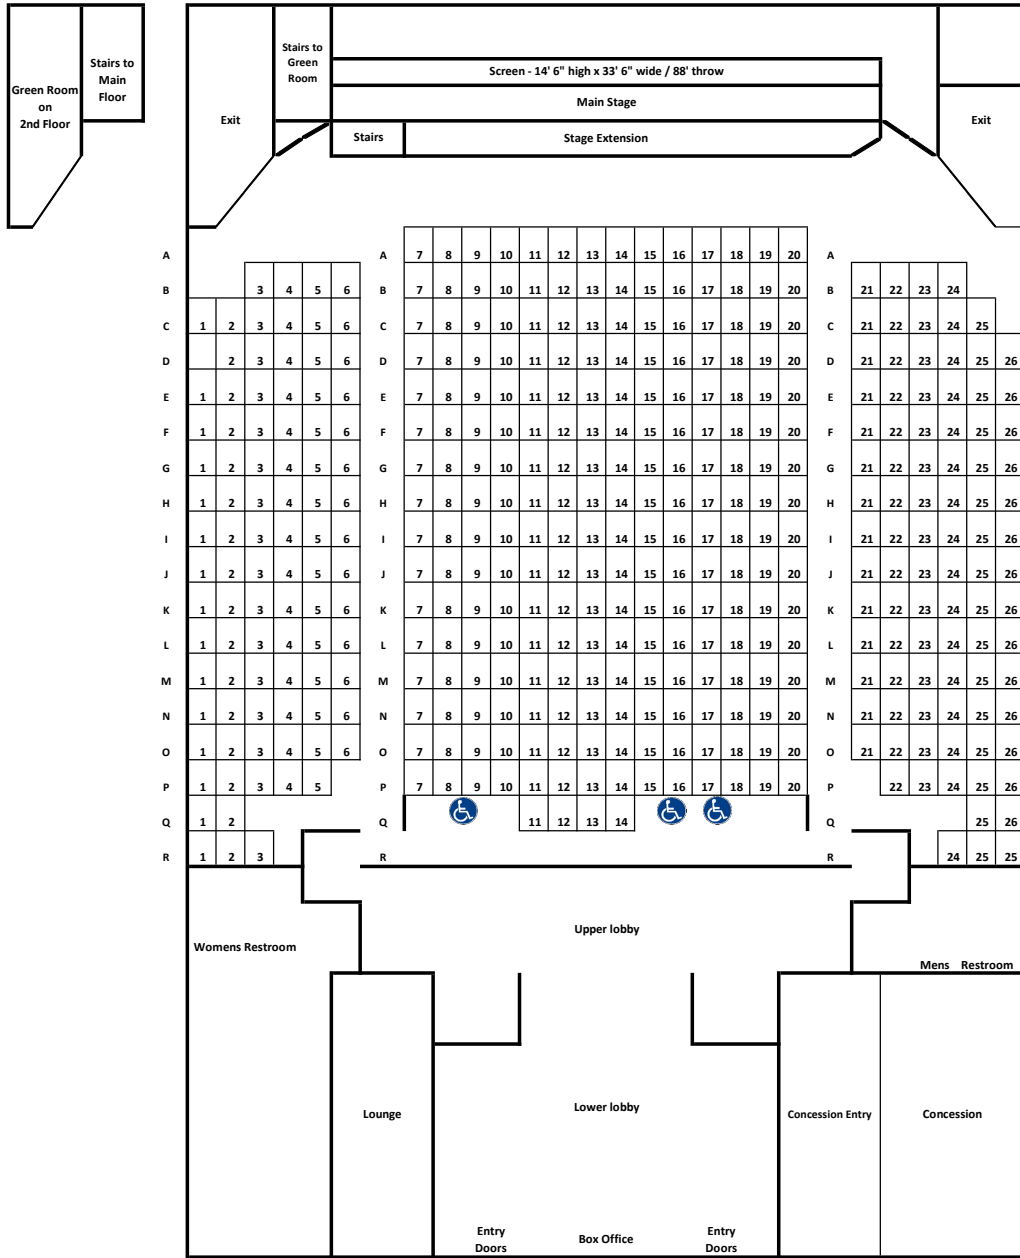 Green Room
on
2nd Floor
Stairs to
Main
Floor
Exit
Stairs to
Green
Room
Screen - 14' 6" high x 33' 6" wide / 88' throw
Main Stage
Stairs
Stage Extension
Exit
A A 7 8 9 10 11 12 13 14 15 16 17 18 19 20 A
B 3 4 5 6 B 7 8 9 10 11 12 13 14 15 16 17 18 19 20 B 21 22 23 24
C 1 2 3 4 5 6 C 7 8 9 10 11 12 13 14 15 16 17 18 19 20 C 21 22 23 24 25
D 2 3 4 5 6 D 7 8 9 10 11 12 13 14 15 16 17 18 19 20 D 21 22 23 24 25 26
E 1 2 3 4 5 6 E 7 8 9 10 11 12 13 14 15 16 17 18 19 20 E 21 22 23 24 25 26
F 1 2 3 4 5 6 F 7 8 9 10 11 12 13 14 15 16 17 18 19 20 F 21 22 23 24 25 26
G 1 2 3 4 5 6 G 7 8 9 10 11 12 13 14 15 16 17 18 19 20 G 21 22 23 24 25 26
H 1 2 3 4 5 6 H 7 8 9 10 11 12 13 14 15 16 17 18 19 20 H 21 22 23 24 25 26
I 1 2 3 4 5 6 I 7 8 9 10 11 12 13 14 15 16 17 18 19 20 I 21 22 23 24 25 26
J 1 2 3 4 5 6 J 7 8 9 10 11 12 13 14 15 16 17 18 19 20 J 21 22 23 24 25 26
K 1 2 3 4 5 6 K 7 8 9 10 11 12 13 14 15 16 17 18 19 20 K 21 22 23 24 25 26
L 1 2 3 4 5 6 L 7 8 9 10 11 12 13 14 15 16 17 18 19 20 L 21 22 23 24 25 26
M 1 2 3 4 5 6 M 7 8 9 10 11 12 13 14 15 16 17 18 19 20 M 21 22 23 24 25 26
N 1 2 3 4 5 6 N 7 8 9 10 11 12 13 14 15 16 17 18 19 20 N 21 22 23 24 25 26
O 1 2 3 4 5 6 O 7 8 9 10 11 12 13 14 15 16 17 18 19 20 O 21 22 23 24 25 26
P 1 2 3 4 5 P 7 8 9 10 11 12 13 14 15 16 17 18 19 20 P 22 23 24 25 26
Q 1 2 Q 11 12 13 14 Q 25 26
R 1 2 3 R R 24 25 25
Upper lobby
Womens Restroom
Mens Restroom
Lounge
Lower lobby
Concession Entry
Concession
Entry
Doors
Box Office
Entry
Doors